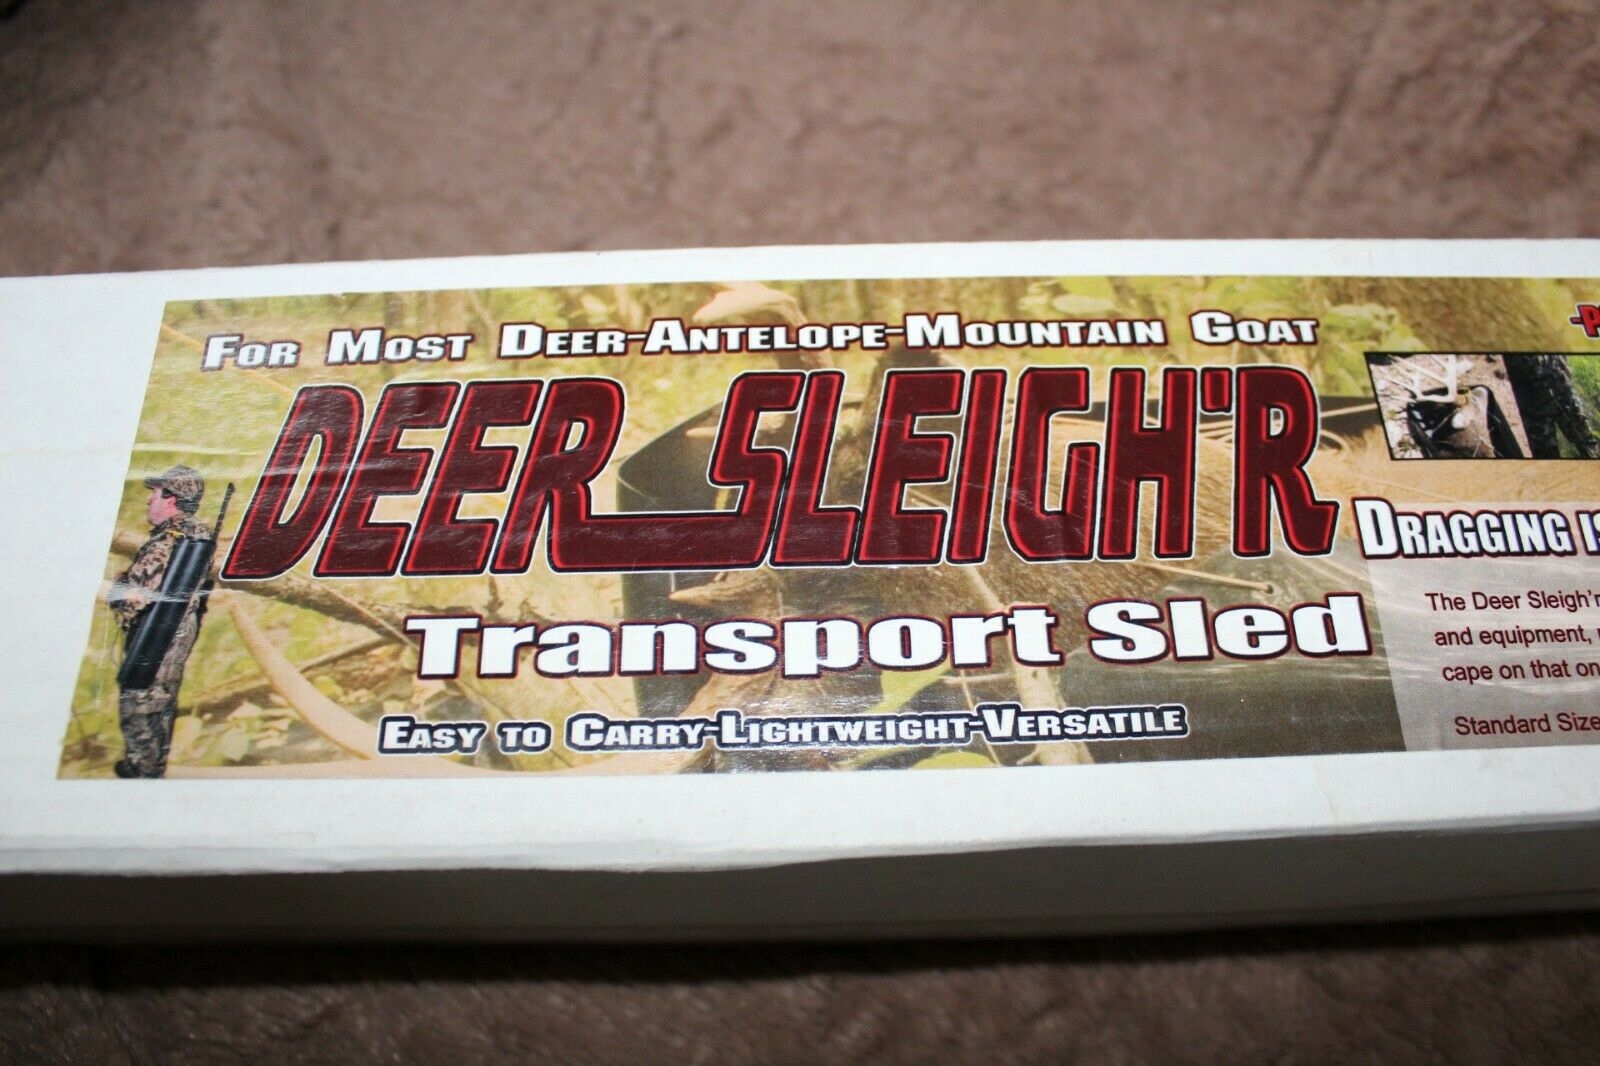 For Most Deer-Antelope-Mountain Goat
DEER SLEIGH'R
Transport Sled
Easy to Carry-Lightweight-Versatile
Dragging is
The Deer Sleigh'r
and equipment,
cape on that
Standard Size